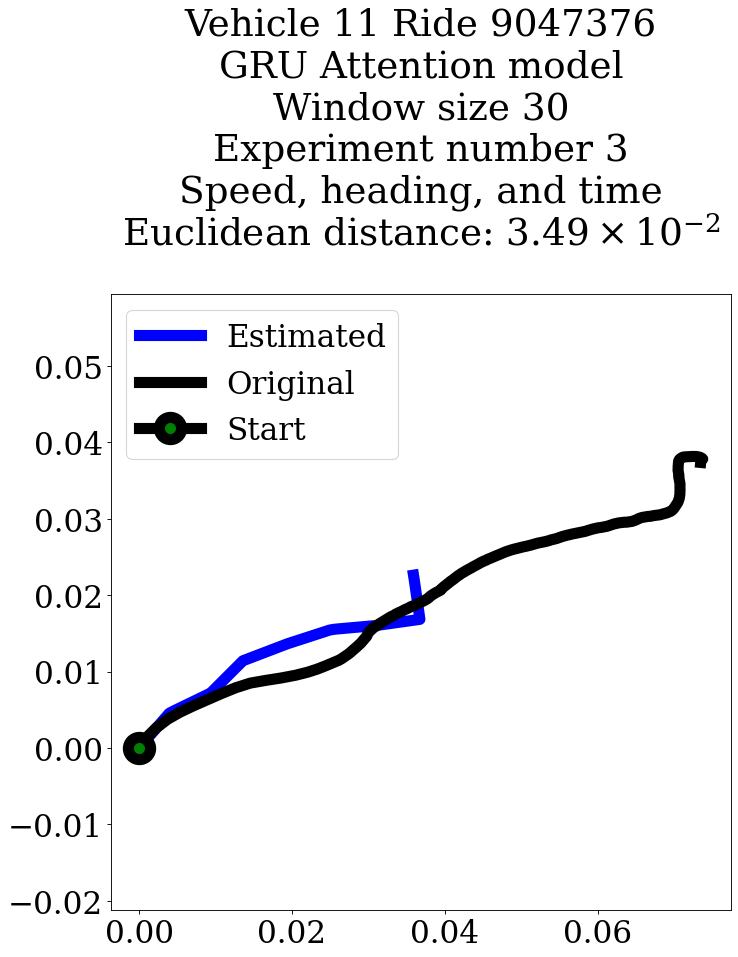 Vehicle 11 Ride 9047376
GRU Attention model
Window size 30
Experiment number 3
Speed, heading, and time
Euclidean distance: 3.49 × 10⁻²
Estimated
Original
Start
0.05
0.04
0.03
0.02
0.01
0.00
−0.01
−0.02
0.00 0.02 0.04 0.06